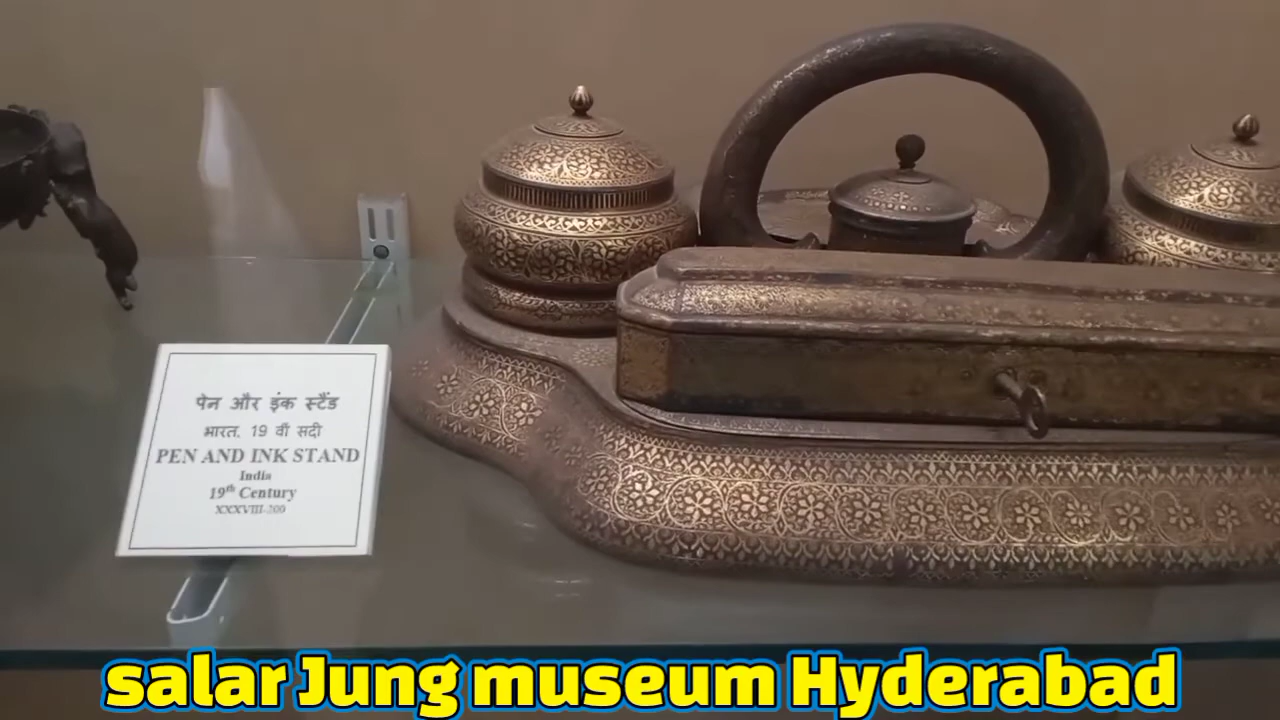 पेन और इंक स्टैंड
भारत, 19 वीं सदी
PEN AND INK STAND
India
19th Century
XXXVIII-200
salar Jung museum Hyderabad